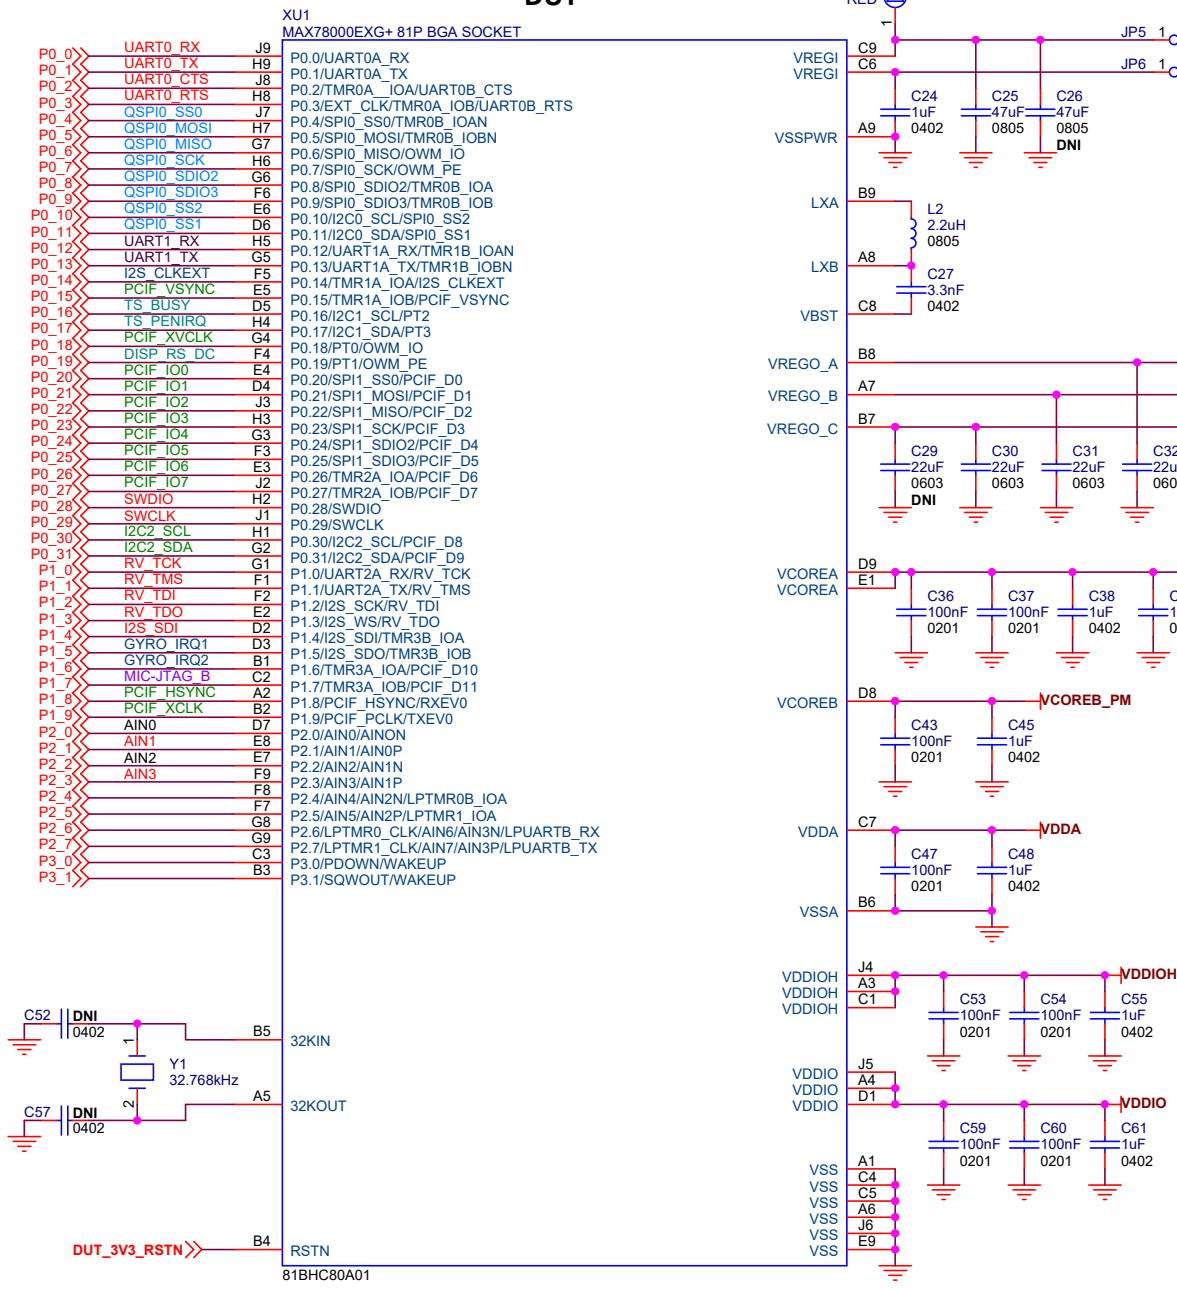 DUT
RED
XU1
MAX78000EXG+ 81P BGA SOCKET
P0_0 UART0_RX J9 P0.0/UART0A_RX
P0_1 UART0_TX H9 P0.1/UART0A_TX
P0_2 UART0_CTS J8 P0.2/TMR0A__IOA/UART0B_CTS
P0_3 UART0_RTS H8 P0.3/EXT_CLK/TMR0A_IOB/UART0B_RTS
P0_4 QSPI0_SS0 J7 P0.4/SPI0_SS0/TMR0B_IOAN
P0_5 QSPI0_MOSI H7 P0.5/SPI0_MOSI/TMR0B_IOBN
P0_6 QSPI0_MISO G7 P0.6/SPI0_MISO/OWM_IO
P0_7 QSPI0_SCK H6 P0.7/SPI0_SCK/OWM_PE
P0_8 QSPI0_SDIO2 G6 P0.8/SPI0_SDIO2/TMR0B_IOA
P0_9 QSPI0_SDIO3 F6 P0.9/SPI0_SDIO3/TMR0B_IOB
P0_10 QSPI0_SS2 E6 P0.10/I2C0_SCL/SPI0_SS2
P0_11 QSPI0_SS1 D6 P0.11/I2C0_SDA/SPI0_SS1
P0_12 UART1_RX H5 P0.12/UART1A_RX/TMR1B_IOAN
P0_13 UART1_TX G5 P0.13/UART1A_TX/TMR1B_IOBN
P0_14 I2S_CLKEXT F5 P0.14/TMR1A_IOA/I2S_CLKEXT
P0_15 PCIF_VSYNC E5 P0.15/TMR1A_IOB/PCIF_VSYNC
P0_16 TS_BUSY D5 P0.16/I2C1_SCL/PT2
P0_17 TS_PENIRQ H4 P0.17/I2C1_SDA/PT3
P0_18 PCIF_XVCLK G4 P0.18/PT0/OWM_IO
P0_19 DISP_RS_DC F4 P0.19/PT1/OWM_PE
P0_20 PCIF_IO0 E4 P0.20/SPI1_SS0/PCIF_D0
P0_21 PCIF_IO1 D4 P0.21/SPI1_MOSI/PCIF_D1
P0_22 PCIF_IO2 J3 P0.22/SPI1_MISO/PCIF_D2
P0_23 PCIF_IO3 H3 P0.23/SPI1_SCK/PCIF_D3
P0_24 PCIF_IO4 G3 P0.24/SPI1_SDIO2/PCIF_D4
P0_25 PCIF_IO5 F3 P0.25/SPI1_SDIO3/PCIF_D5
P0_26 PCIF_IO6 E3 P0.26/TMR2A_IOA/PCIF_D6
P0_27 PCIF_IO7 J2 P0.27/TMR2A_IOB/PCIF_D7
P0_28 SWDIO H2 P0.28/SWDIO
P0_29 SWCLK J1 P0.29/SWCLK
P0_30 I2C2_SCL H1 P0.30/I2C2_SCL/PCIF_D8
P0_31 I2C2_SDA G2 P0.31/I2C2_SDA/PCIF_D9
P1_0 RV_TCK G1 P1.0/UART2A_RX/RV_TCK
P1_1 RV_TMS F1 P1.1/UART2A_TX/RV_TMS
P1_2 RV_TDI F2 P1.2/I2S_SCK/RV_TDI
P1_3 RV_TDO E2 P1.3/I2S_WS/RV_TDO
P1_4 I2S_SDI D2 P1.4/I2S_SDI/TMR3B_IOA
P1_5 GYRO_IRQ1 D3 P1.5/I2S_SDO/TMR3B_IOB
P1_6 GYRO_IRQ2 B1 P1.6/TMR3A_IOA/PCIF_D10
P1_7 MIC-JTAG_B C2 P1.7/TMR3A_IOB/PCIF_D11
P1_8 PCIF_HSYNC A2 P1.8/PCIF_HSYNC/RXEV0
P1_9 PCIF_XCLK B2 P1.9/PCIF_PCLK/TXEV0
P2_0 AIN0 D7 P2.0/AIN0/AINON
P2_1 AIN1 E8 P2.1/AIN1/AIN0P
P2_2 AIN2 E7 P2.2/AIN2/AIN1N
P2_3 AIN3 F9 P2.3/AIN3/AIN1P
P2_4 F8 P2.4/AIN4/AIN2N/LPTMR0B_IOA
P2_5 F7 P2.5/AIN5/AIN2P/LPTMR1_IOA
P2_6 G8 P2.6/LPTMR0_CLK/AIN6/AIN3N/LPUARTB_RX
P2_7 G9 P2.7/LPTMR1_CLK/AIN7/AIN3P/LPUARTB_TX
P3_0 C3 P3.0/PDOWN/WAKEUP
P3_1 B3 P3.1/SQWOUT/WAKEUP
C52 DNI
0402
1
B5 32KIN
Y1
32.768kHz
2
A5 32KOUT
C57 DNI
0402
DUT_3V3_RSTN B4 RSTN
81BHC80A01
1
JP5 1
VREGI C9
VREGI C6
JP6 1
C24 C25 C26
1uF 47uF 47uF
0402 0805 0805
DNI
VSSPWR A9
LXA B9
L2
2.2uH
0805
LXB A8
C27
3.3nF
0402
VBST C8
VREGO_A B8
VREGO_B A7
VREGO_C B7
C29 C30 C31 C32
22uF 22uF 22uF 22u
0603 0603 0603 060
DNI
VCOREA D9
VCOREA E1
C36 C37 C38 C
100nF 100nF 1uF 1
0201 0201 0402 0
VCOREB D8 VCOREB_PM
C43 C45
100nF 1uF
0201 0402
VDDA C7 VDDA
C47 C48
100nF 1uF
0201 0402
VSSA B6
VDDIOH J4 VDDIOH
VDDIOH A3
VDDIOH C1
C53 C54 C55
100nF 100nF 1uF
0201 0201 0402
VDDIO J5
VDDIO A4
VDDIO D1 VDDIO
C59 C60 C61
100nF 100nF 1uF
0201 0201 0402
VSS A1
VSS C4
VSS C5
VSS A6
VSS J6
VSS E9